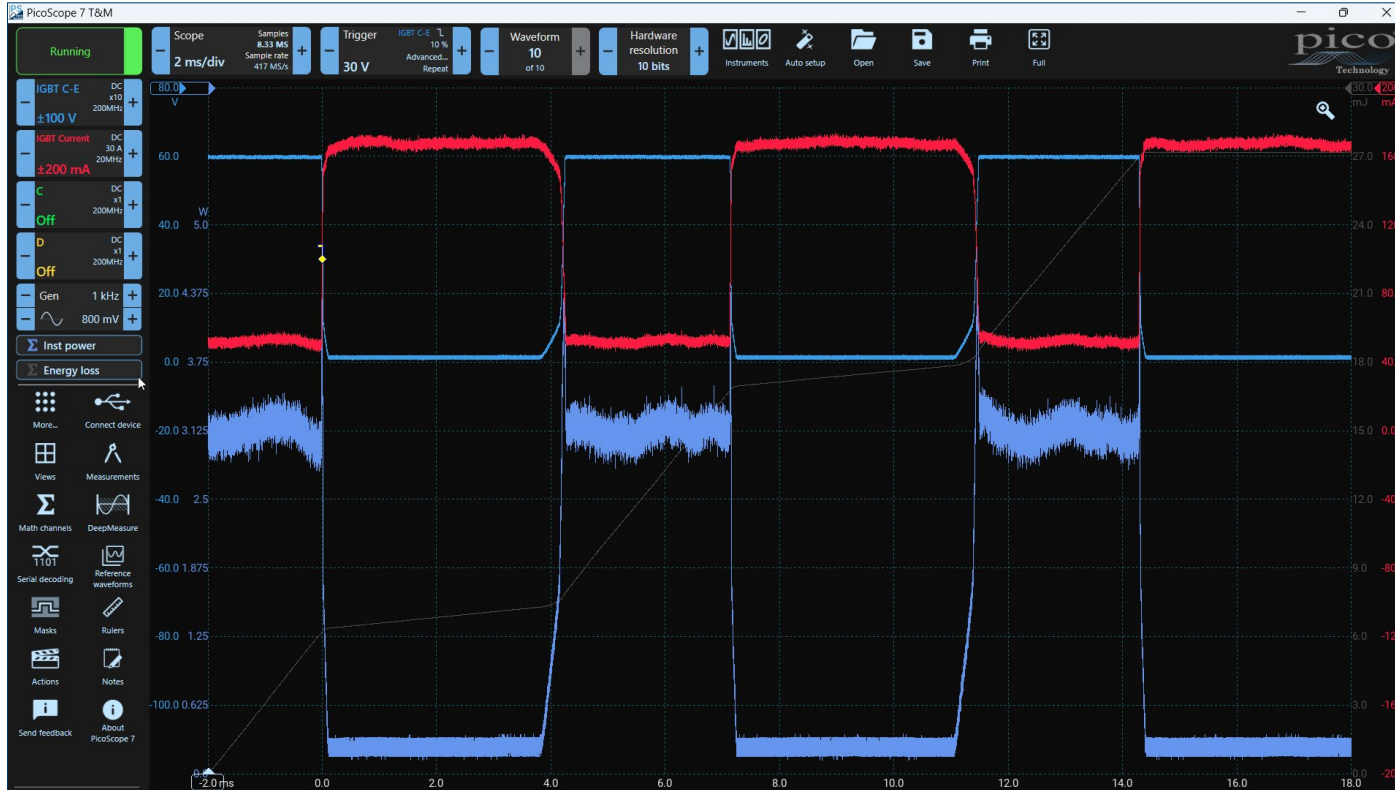 PicoScope 7 T&M
Running
Scope
2 ms/div
Samples
8.33 MS
Sample rate
417 MS/s
Trigger
30 V
IGBT C-E
10 %
Advanced...
Repeat
Waveform
10
of 10
Hardware
resolution
10 bits
Instruments
Auto setup
Open
Save
Print
Full
pico
Technology
IGBT C-E
DC
x10
200MHz
±100 V
IGBT Current
DC
30 A
20MHz
±200 mA
C
DC
x1
200MHz
Off
D
DC
x1
200MHz
Off
Gen
1 kHz
800 mV
Σ Inst power
Σ Energy loss
More...
Connect device
Views
Measurements
Math channels
DeepMeasure
1101
Serial decoding
Reference
waveforms
Masks
Rulers
Actions
Notes
Send feedback
About
PicoScope 7
80.0
V
30.0
mJ
60.0
27.0
W
40.0 5.0
24.0
20.0 4.375
21.0
0.0 3.75
18.0
-20.0 3.125
15.0
-40.0 2.5
12.0
-60.0 1.875
9.0
-80.0 1.25
6.0
-100.0 0.625
3.0
0.0
0.0
-2.0 ms
0.0
2.0
4.0
6.0
8.0
10.0
12.0
14.0
16.0
18.0